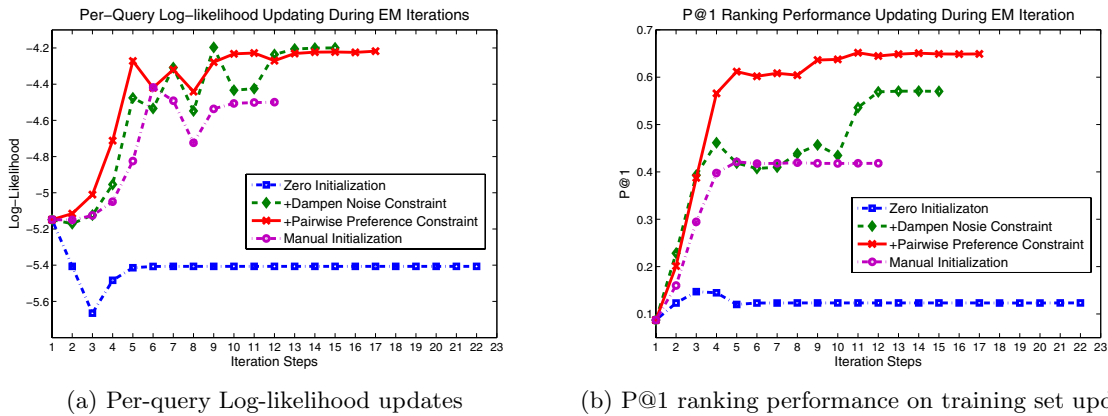 Per−Query Log−likelihood Updating During EM Iterations
−4.2
−4.4
−4.6
−4.8
−5
−5.2
−5.4
−5.6
Log−Likelihood
Zero Initialization
+Dampen Noise Constraint
+Pairwise Preference Constraint
Manual Initialization
1 2 3 4 5 6 7 8 9 10 11 12 13 14 15 16 17 18 19 20 21 22 23
Iteration Steps
(a) Per-query Log-likelihood updates
P@1 Ranking Performance Updating During EM Iteration
0.7
0.6
0.5
0.4
0.3
0.2
0.1
P@1
Zero Initializaton
+Dampen Nosie Constraint
+Pairwise Preference Constraint
Manual Initialization
1 2 3 4 5 6 7 8 9 10 11 12 13 14 15 16 17 18 19 20 21 22 23
Iteration Steps
(b) P@1 ranking performance on training set